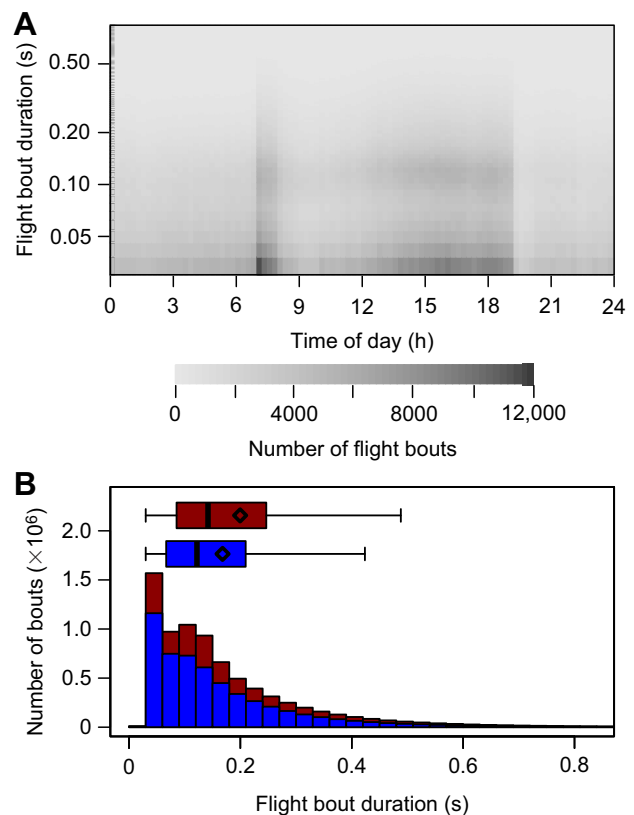 A
Flight bout duration (s)
0.50
0.20
0.10
0.05
0 3 6 9 12 15 18 21 24
Time of day (h)
0 4000 8000 12,000
Number of flight bouts
B
Number of bouts (×10⁶)
2.0
1.5
1.0
0.5
0
0 0.2 0.4 0.6 0.8
Flight bout duration (s)